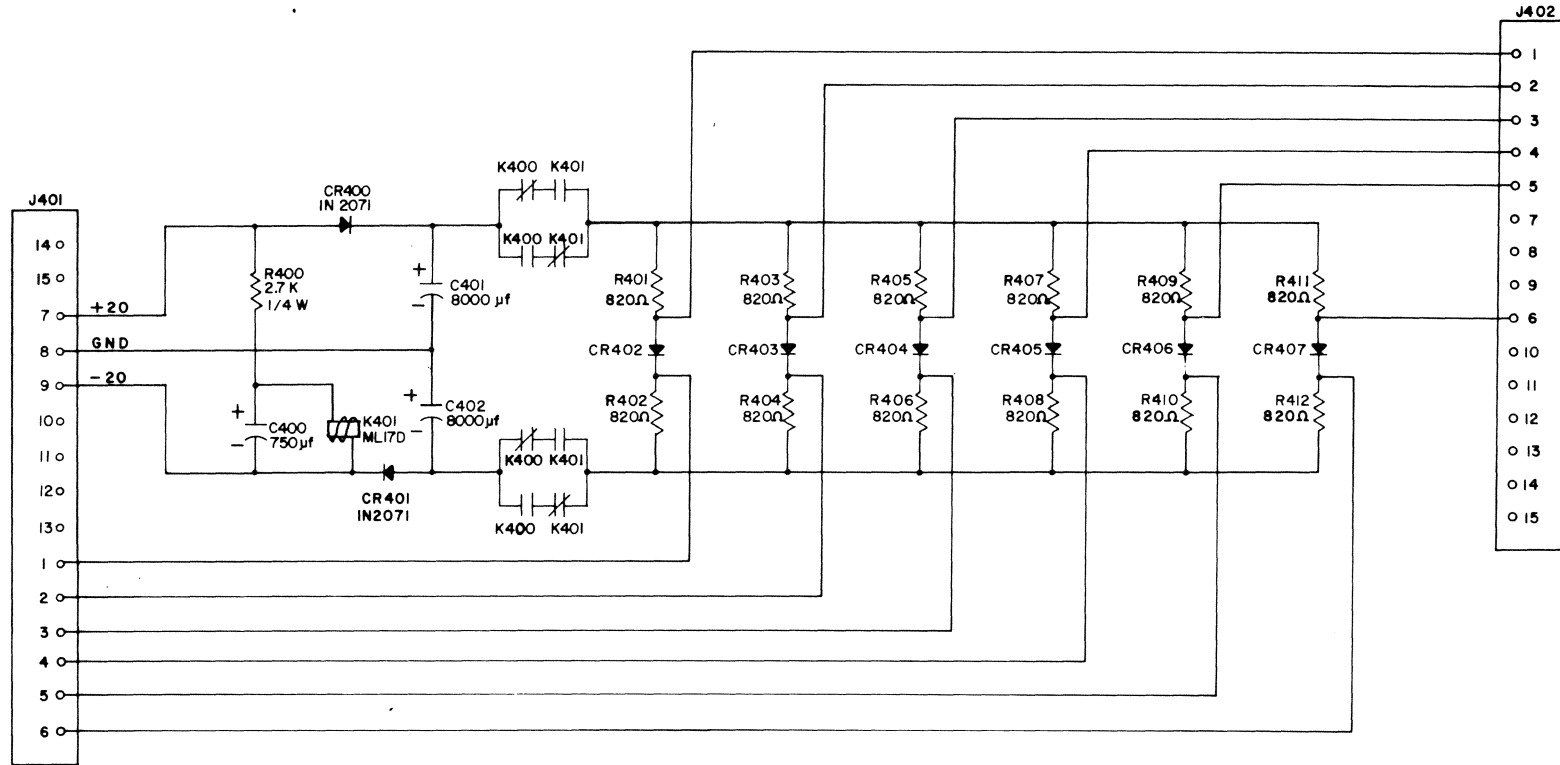 J402
1
2
3
4
5
7
8
9
6
10
11
12
13
14
15
J401
14
15
7
8
9
10
11
12
13
1
2
3
4
5
6
+20
GND
-20
CR400
IN 2071
R400
2.7 K
1/4 W
+
C401
8000 µf
-
+
C400
750µf
-
K401
ML17D
+
C402
8000µf
-
CR401
IN2071
K400 K401
K400 K401
K400 K401
K400 K401
R401
820Ω
R403
820Ω
R405
820Ω
R407
820Ω
R409
820Ω
R411
820Ω
CR402
CR403
CR404
CR405
CR406
CR407
R402
820Ω
R404
820Ω
R406
820Ω
R408
820Ω
R410
820Ω
R412
820Ω